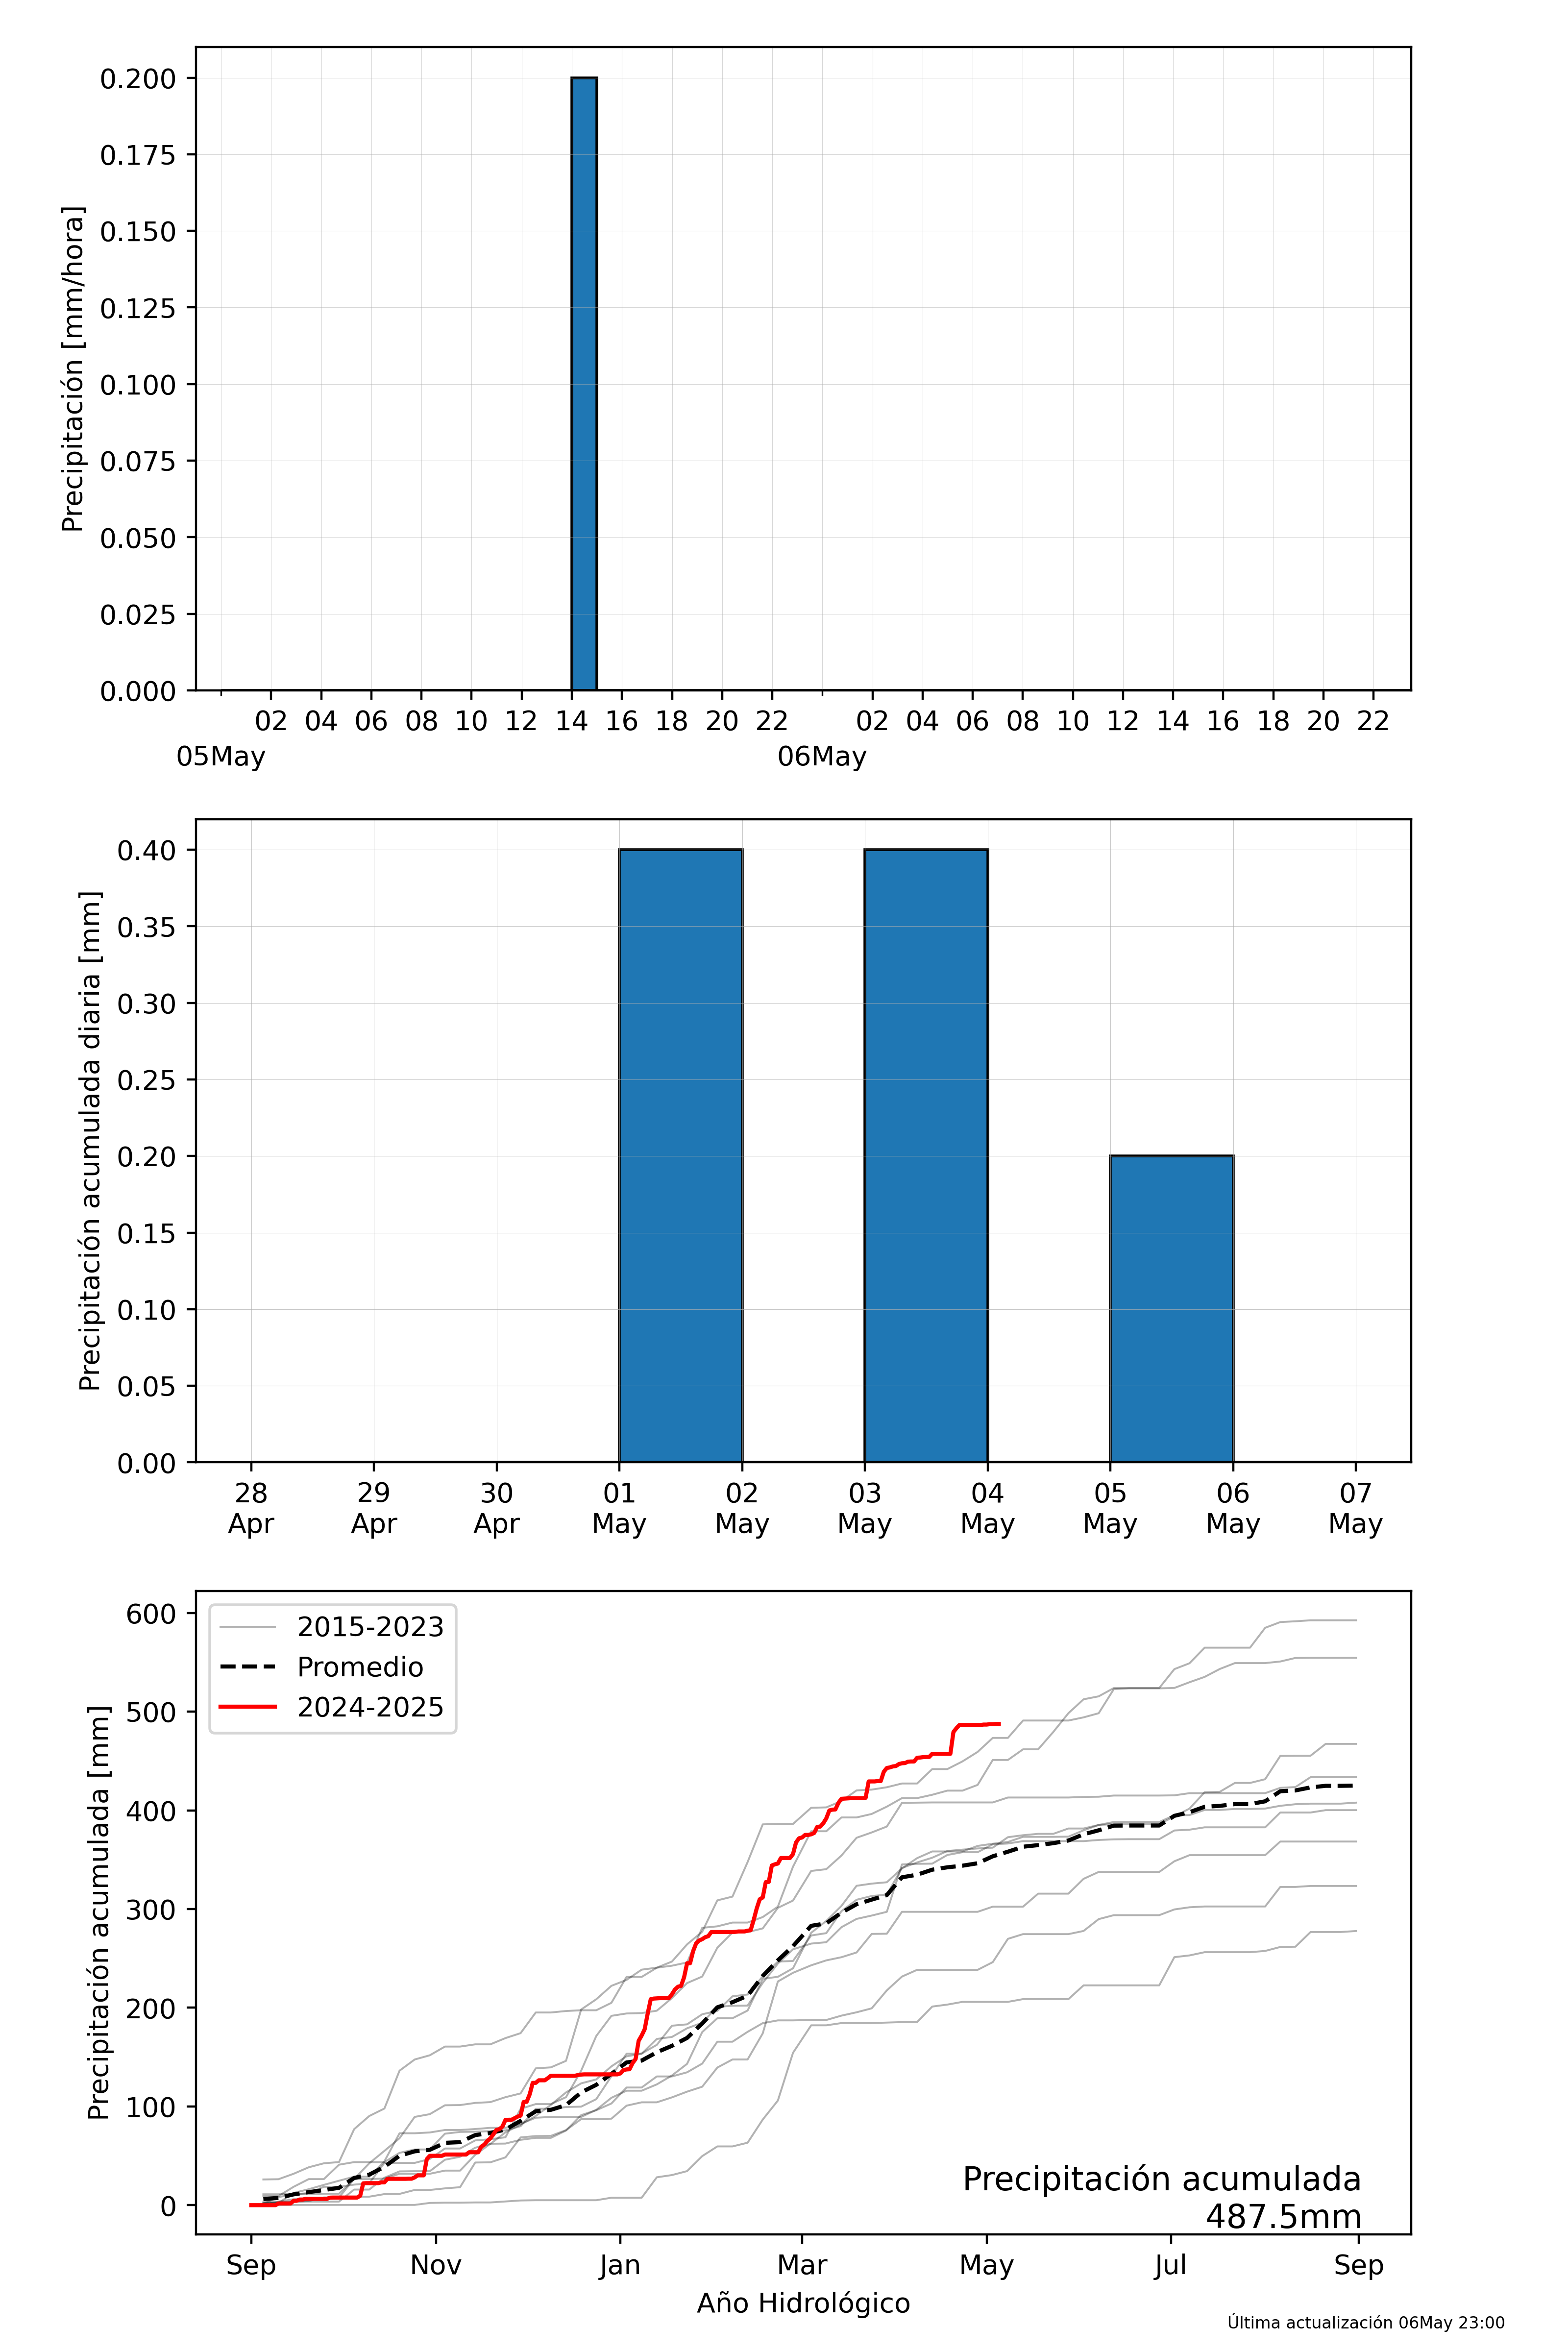 0.200
0.175
0.150
0.125
0.100
0.075
0.050
0.025
0.000
Precipitación [mm/hora]
02 04 06 08 10 12 14 16 18 20 22 02 04 06 08 10 12 14 16 18 20 22
05May 06May
0.40
0.35
0.30
0.25
0.20
0.15
0.10
0.05
0.00
Precipitación acumulada diaria [mm]
28 29 30 01 02 03 04 05 06 07
Apr Apr Apr May May May May May May May
600
500
400
300
200
100
0
Precipitación acumulada [mm]
2015-2023
Promedio
2024-2025
Precipitación acumulada
487.5mm
Sep Nov Jan Mar May Jul Sep
Año Hidrológico
Última actualización 06May 23:00